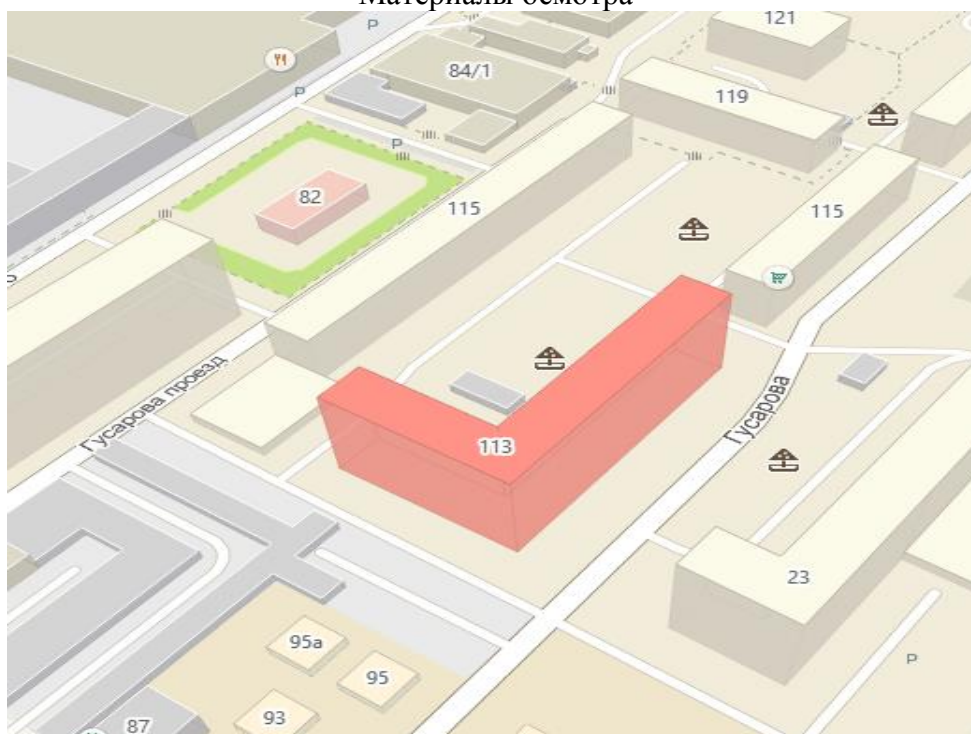 Материалы осмотра
121
P
84/1
119
P
P
82
115
115
P
Гусарова проезд
113
Гусарова
23
95а
95
P
93
87